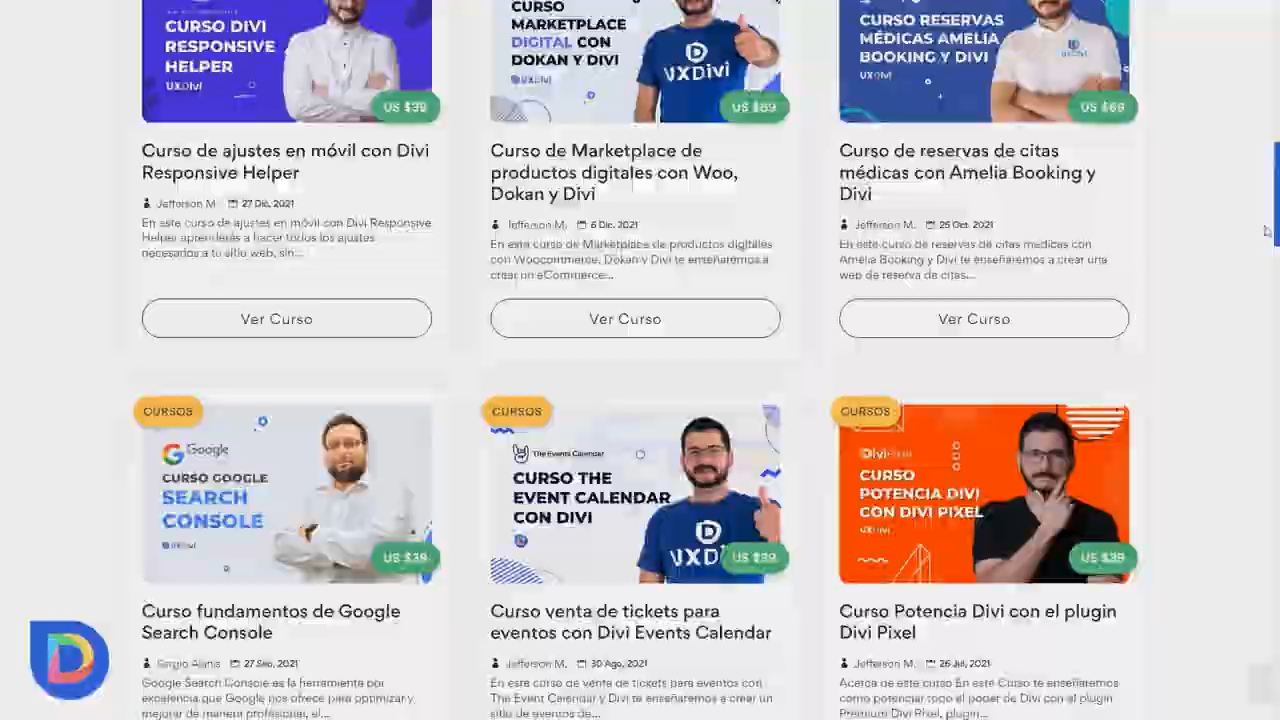 CURSO DIVI
RESPONSIVE
HELPER
UXDIVI
US $39
CURSO
MARKETPLACE
DIGITAL CON
DOKAN Y DIVI
UXDIVI
UXDivi
US $89
CURSO RESERVAS
MÉDICAS AMELIA
BOOKING Y DIVI
UXDIVI
US $69
Curso de ajustes en móvil con Divi
Responsive Helper
Jefferson M.
27 Dic, 2021
En este curso de ajustes en móvil con Divi Responsive
Helper aprenderás a hacer todos los ajustes
necesarios a tu sitio web, sin...
Ver Curso
Curso de Marketplace de
productos digitales con Woo,
Dokan y Divi
Jefferson M.
6 Dic, 2021
En este curso de Marketplace de productos digitales
con Woocommerce, Dokan y Divi te enseñaremos a
crear un eCommerce...
Ver Curso
Curso de reservas de citas
médicas con Amelia Booking y
Divi
Jefferson M.
25 Oct, 2021
En este curso de reservas de citas médicas con
Amelia Booking y Divi te enseñaremos a crear una
web de reserva de citas...
Ver Curso
CURSOS
Google
CURSO GOOGLE
SEARCH
CONSOLE
UXDIVI
US $39
CURSOS
The Events Calendar
CURSO THE
EVENT CALENDAR
CON DIVI
UXDi
US $39
CURSOS
Divi
CURSO
POTENCIA DIVI
CON DIVI PIXEL
UXDIVI
US $39
Curso fundamentos de Google
Search Console
Sergio Alanis
27 Sep, 2021
Google Search Console es la herramienta por
excelencia que Google nos ofrece para optimizar y
mejorar de manera profesional, el...
Curso venta de tickets para
eventos con Divi Events Calendar
Jefferson M.
30 Ago, 2021
En este curso de venta de tickets para eventos con
The Event Calendar y Divi te enseñaremos a crear un
sitio de eventos de...
Curso Potencia Divi con el plugin
Divi Pixel
Jefferson M.
26 Jul, 2021
Acerca de este curso En este Curso te enseñaremos
como potenciar todo el poder de Divi con el plugin
Premium Divi Pixel, plugin...